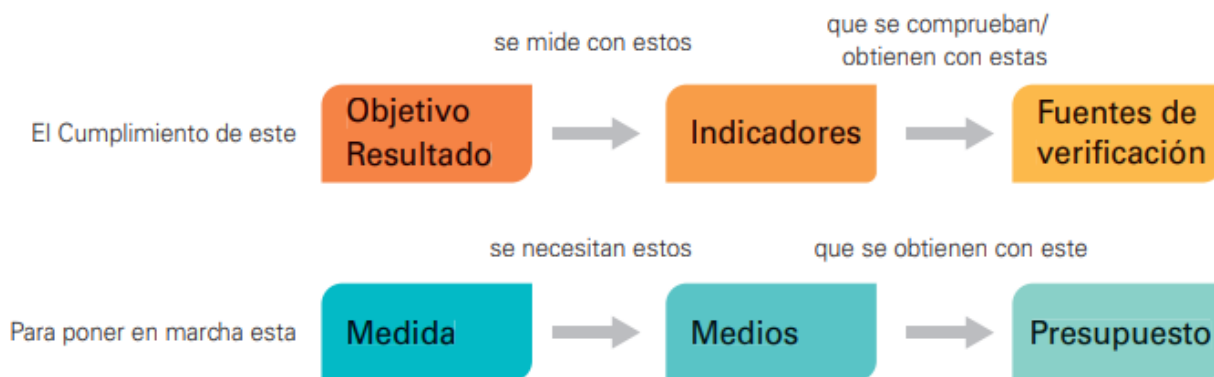 se mide con estos
que se comprueban/
obtienen con estas
El Cumplimiento de este
Objetivo
Resultado
Indicadores
Fuentes de
verificación
se necesitan estos
que se obtienen con este
Para poner en marcha esta
Medida
Medios
Presupuesto